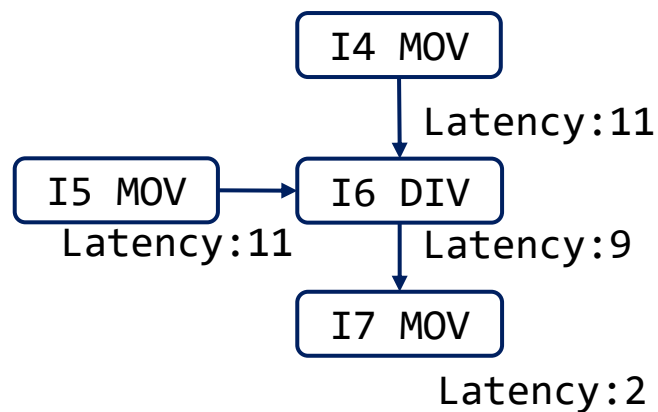 I4 MOV
Latency:11
I5 MOV
I6 DIV
Latency:11
Latency:9
I7 MOV
Latency:2